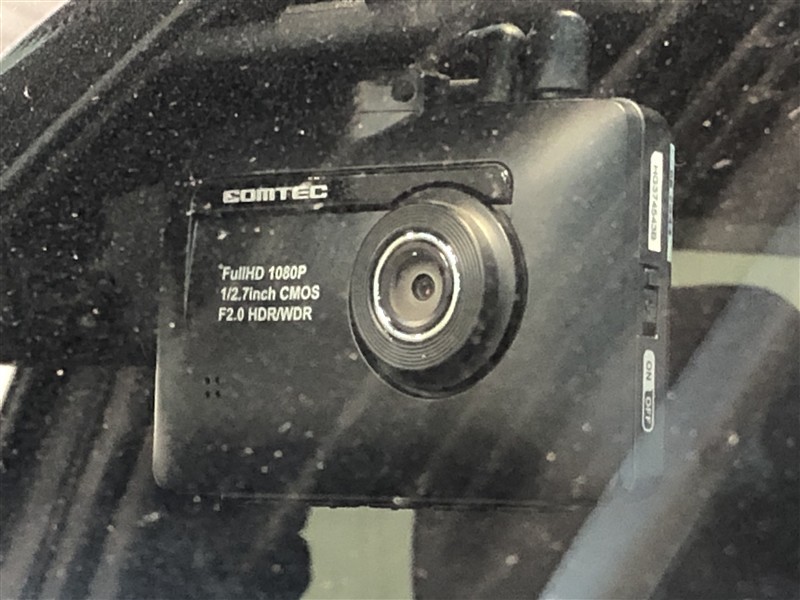 COMTEC
FullHD 1080P
1/2.7inch CMOS
F2.0 HDR/WDR
ON OFF